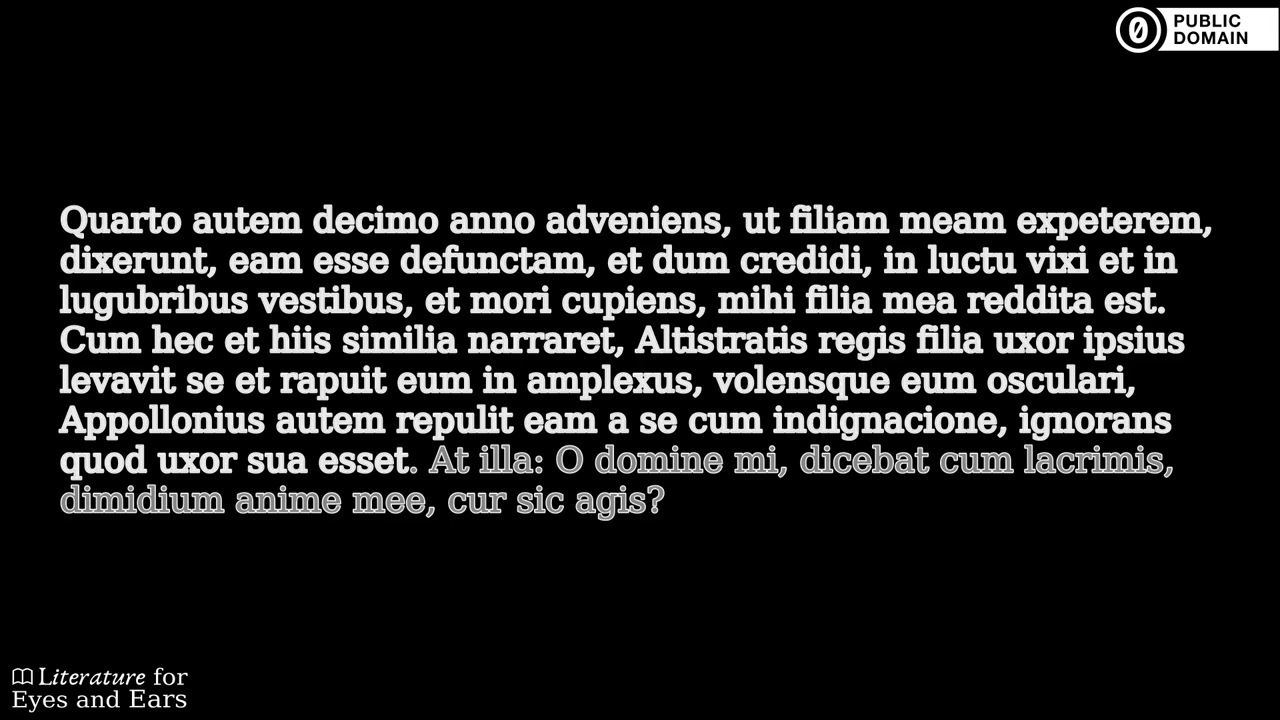 PUBLIC
DOMAIN
Quarto autem decimo anno adveniens, ut filiam meam expeterem,
dixerunt, eam esse defunctam, et dum credidi, in luctu vixi et in
lugubribus vestibus, et mori cupiens, mihi filia mea reddita est.
Cum hec et hiis similia narraret, Altistratis regis filia uxor ipsius
levavit se et rapuit eum in amplexus, volensque eum osculari,
Appollonius autem repulit eam a se cum indignacione, ignorans
quod uxor sua esset. At illa: O domine mi, dicebat cum lacrimis,
dimidium anime mee, cur sic agis?
Literature for
Eyes and Ears